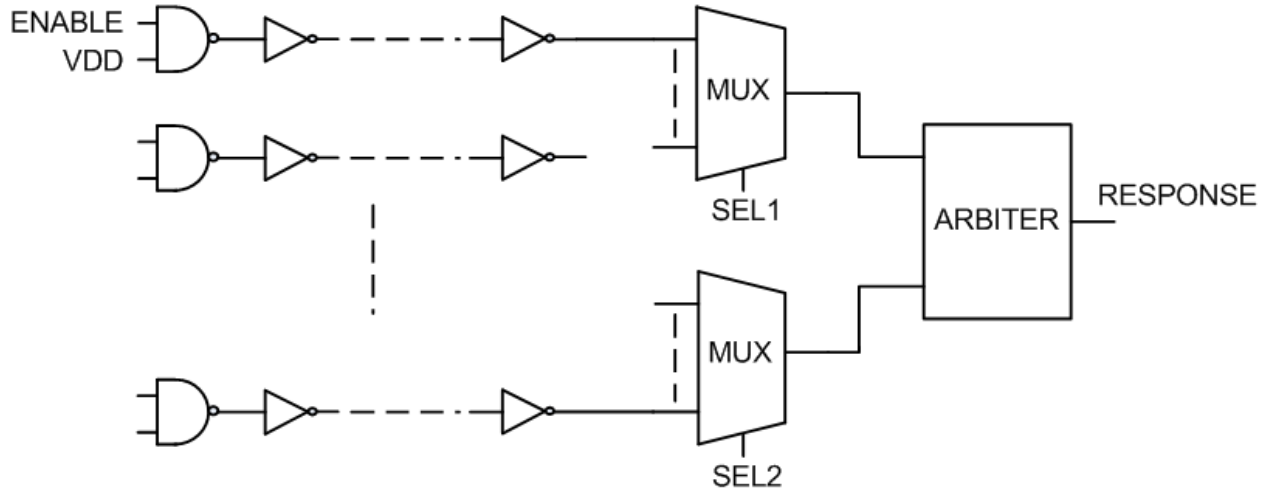 ENABLE
VDD
MUX
SEL1
ARBITER
RESPONSE
MUX
SEL2